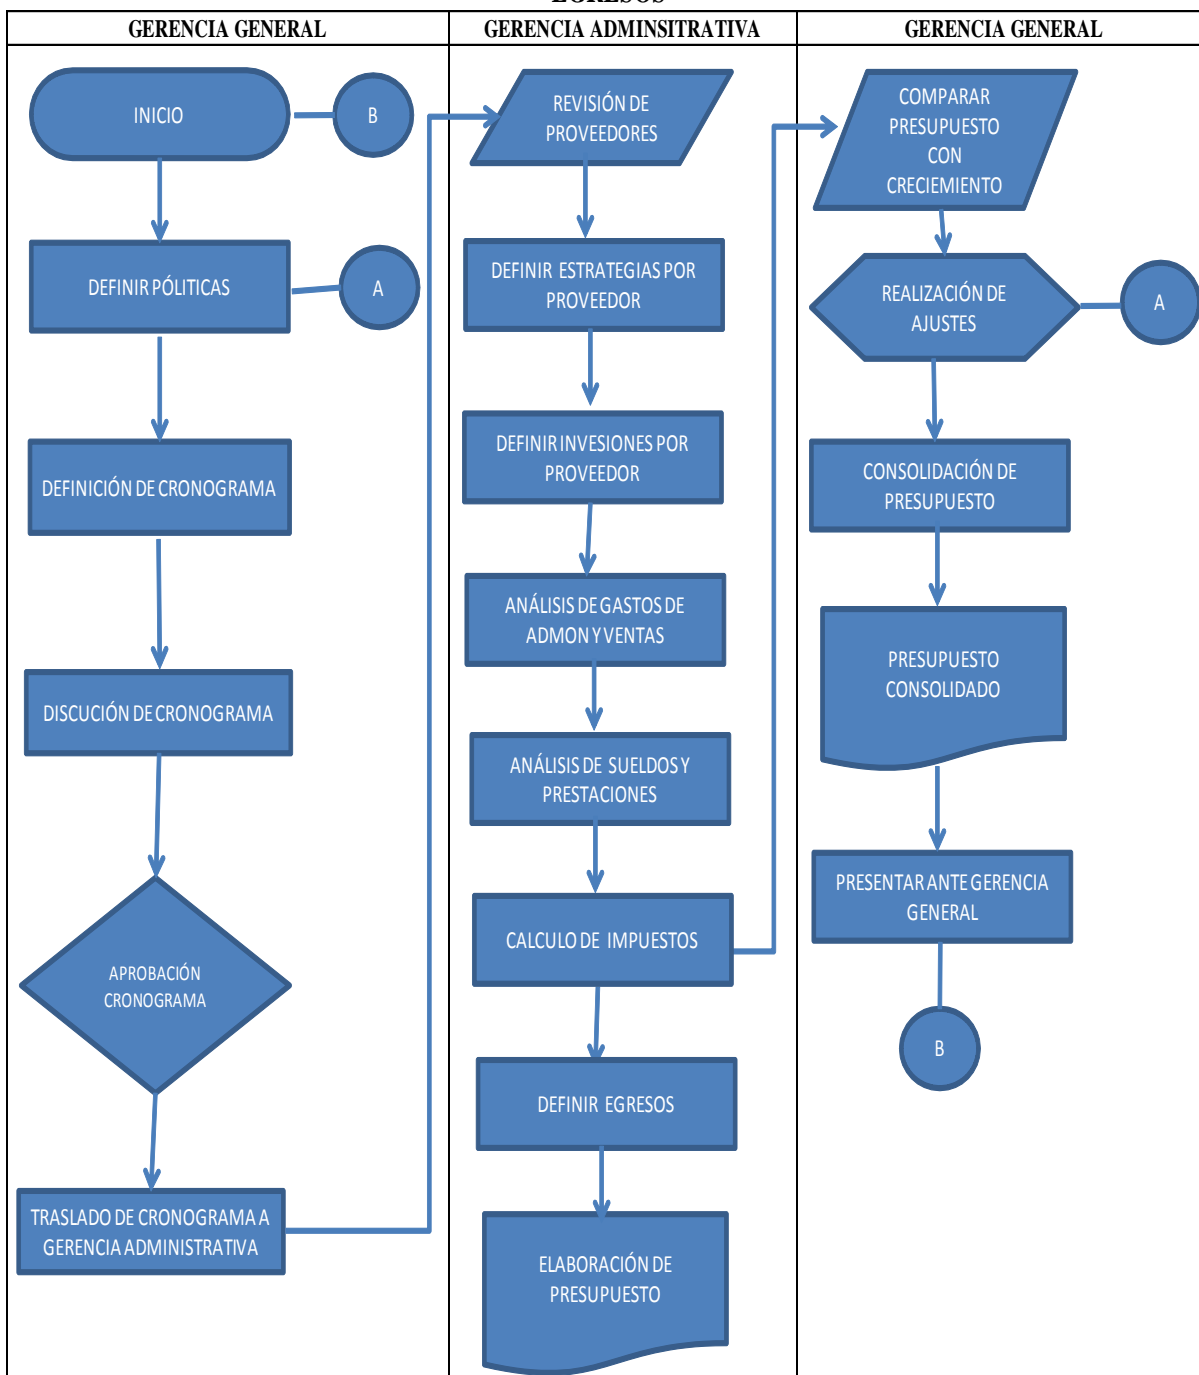 EGRESOS
GERENCIA GENERAL
INICIO
B
DEFINIR PÓLITICAS
A
DEFINICIÓN DE CRONOGRAMA
DISCUCIÓN DE CRONOGRAMA
APROBACIÓN
CRONOGRAMA
TRASLADO DE CRONOGRAMA A
GERENCIA ADMINISTRATIVA
GERENCIA ADMINSITRATIVA
REVISIÓN DE
PROVEEDORES
DEFINIR ESTRATEGIAS POR
PROVEEDOR
DEFINIR INVESIONES POR
PROVEEDOR
ANÁLISIS DE GASTOS DE
ADMON Y VENTAS
ANÁLISIS DE SUELDOS Y
PRESTACIONES
CALCULO DE IMPUESTOS
DEFINIR EGRESOS
ELABORACIÓN DE
PRESUPUESTO
GERENCIA GENERAL
COMPARAR
PRESUPUESTO
CON
CRECIEMIENTO
REALIZACIÓN DE
AJUSTES
A
CONSOLIDACIÓN DE
PRESUPUESTO
PRESUPUESTO
CONSOLIDADO
PRESENTAR ANTE GERENCIA
GENERAL
B